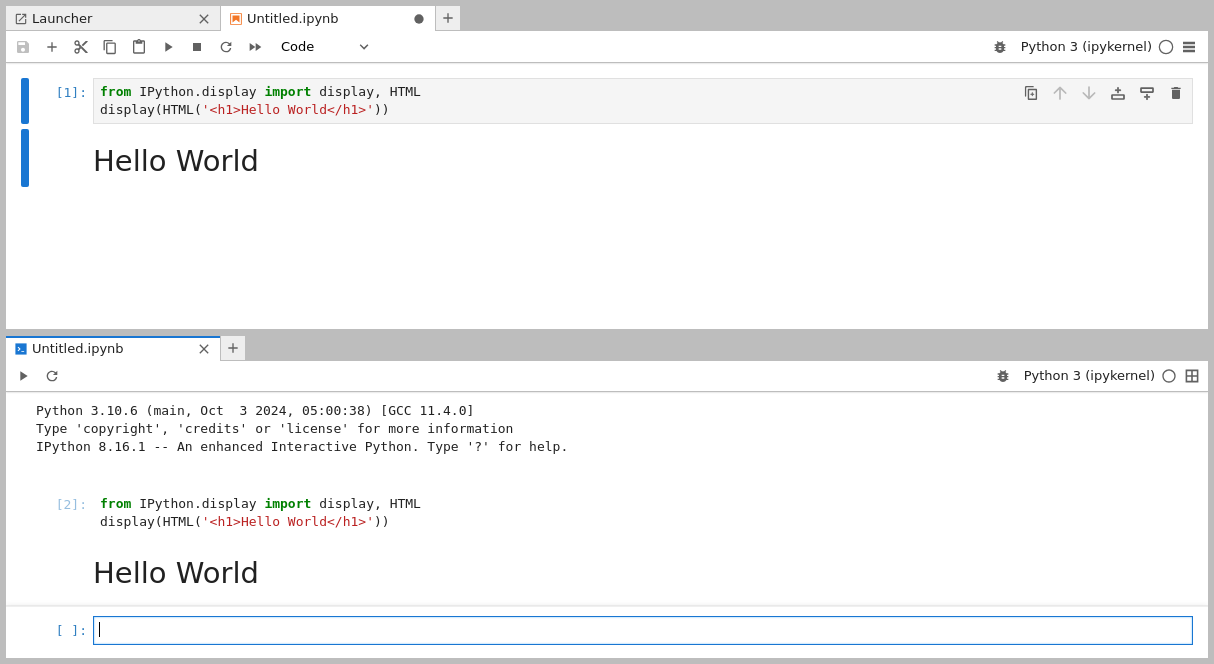 Launcher
Untitled.ipynb
Code
Python 3 (ipykernel)
[1]:
from IPython.display import display, HTML
display(HTML('<h1>Hello World</h1>'))
Hello World
Untitled.ipynb
Python 3 (ipykernel)
Python 3.10.6 (main, Oct  3 2024, 05:00:38) [GCC 11.4.0]
Type 'copyright', 'credits' or 'license' for more information
IPython 8.16.1 -- An enhanced Interactive Python. Type '?' for help.
[2]:
from IPython.display import display, HTML
display(HTML('<h1>Hello World</h1>'))
Hello World
[ ]: